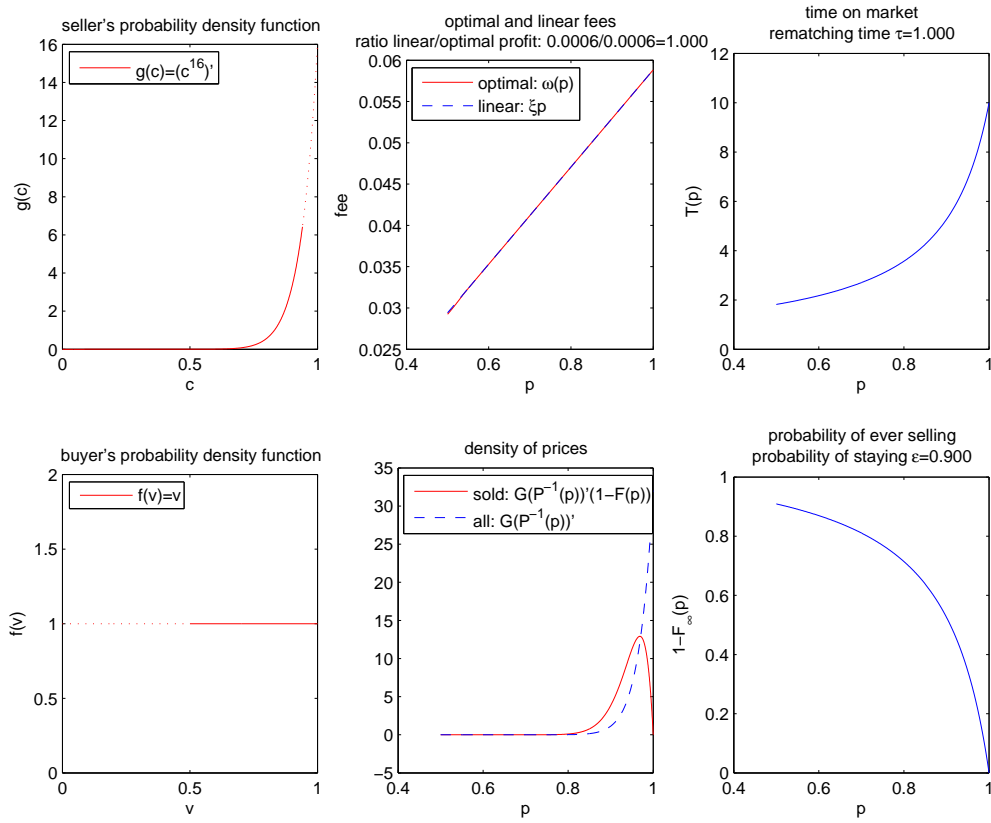 seller's probability density function
16
14
12
10
8
6
4
2
0
g(c)
g(c)=(c^16)'
0
0.5
1
c
optimal and linear fees
ratio linear/optimal profit: 0.0006/0.0006=1.000
0.06
0.055
0.05
0.045
0.04
0.035
0.03
0.025
fee
optimal: ω(p)
linear: ξp
0.4
0.6
0.8
1
p
time on market
rematching time τ=1.000
12
10
8
6
4
2
0
T(p)
0.4
0.6
0.8
1
p
buyer's probability density function
2
1.5
1
0.5
0
f(v)
f(v)=v
0
0.5
1
v
density of prices
35
30
25
20
15
10
5
0
−5
sold: G(P^−1(p))'(1−F(p))
all: G(P^−1(p))'
0.4
0.6
0.8
1
p
probability of ever selling
probability of staying ε=0.900
1
0.8
0.6
0.4
0.2
0
1−F_∞(p)
0.4
0.6
0.8
1
p